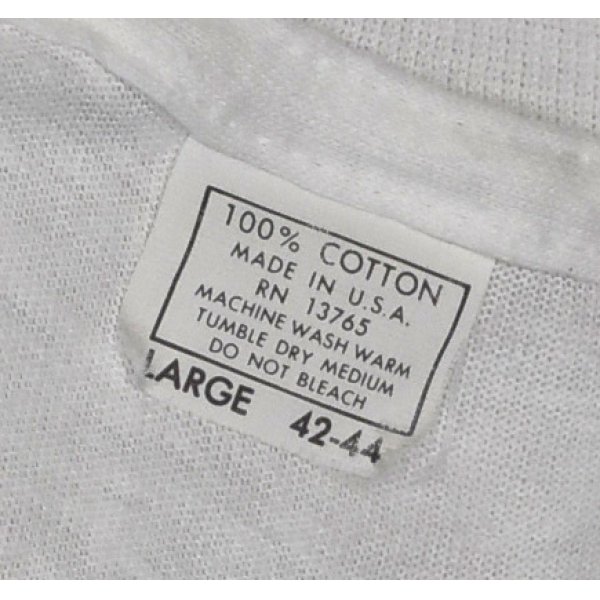 100% COTTON
MADE IN U.S.A.
RN 13765
MACHINE WASH WARM
TUMBLE DRY MEDIUM
DO NOT BLEACH
LARGE 42-44